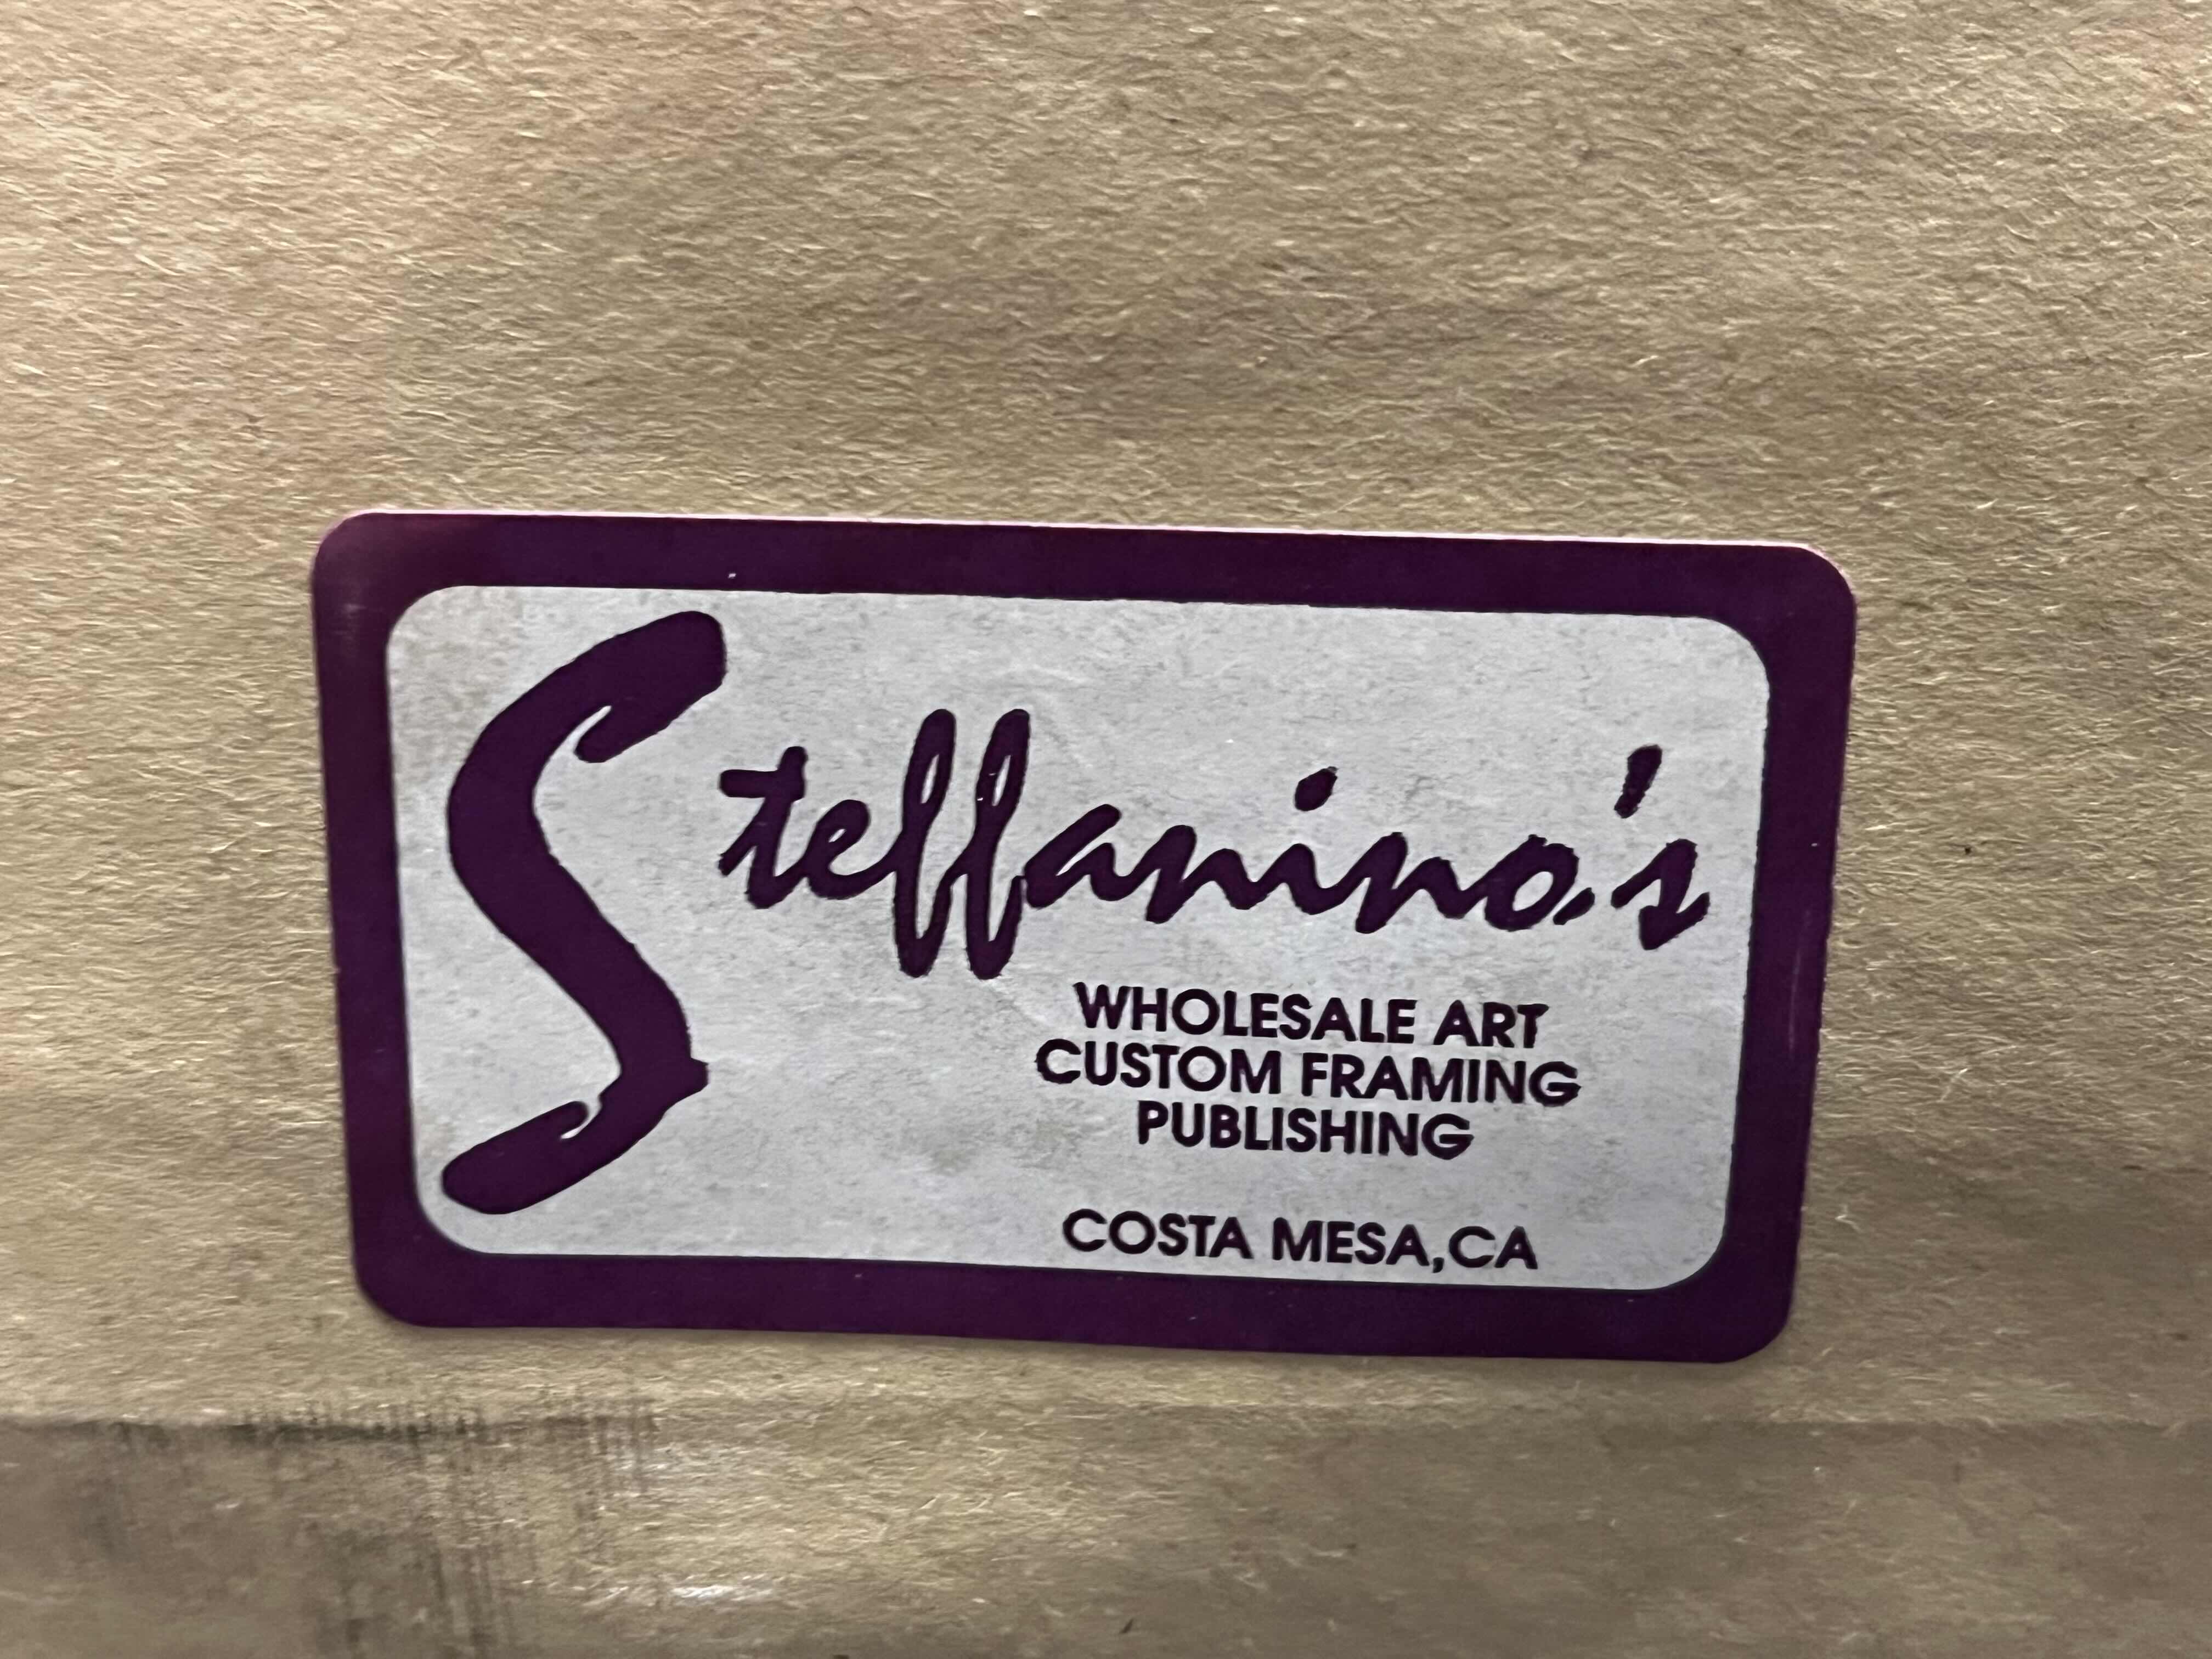 Steffanino's
WHOLESALE ART
CUSTOM FRAMING
PUBLISHING
COSTA MESA,CA